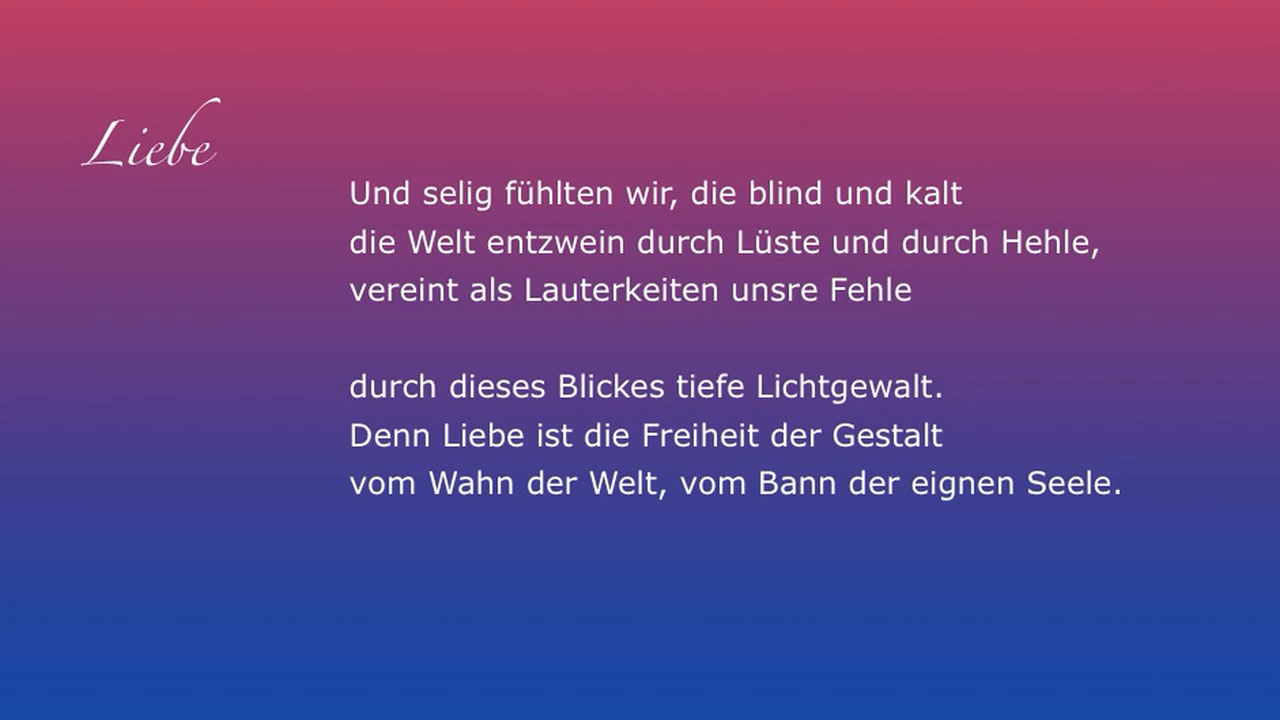 Liebe
Und selig fühlten wir, die blind und kalt
die Welt entzwein durch Lüste und durch Hehle,
vereint als Lauterkeiten unsre Fehle
durch dieses Blickes tiefe Lichtgewalt.
Denn Liebe ist die Freiheit der Gestalt
vom Wahn der Welt, vom Bann der eignen Seele.